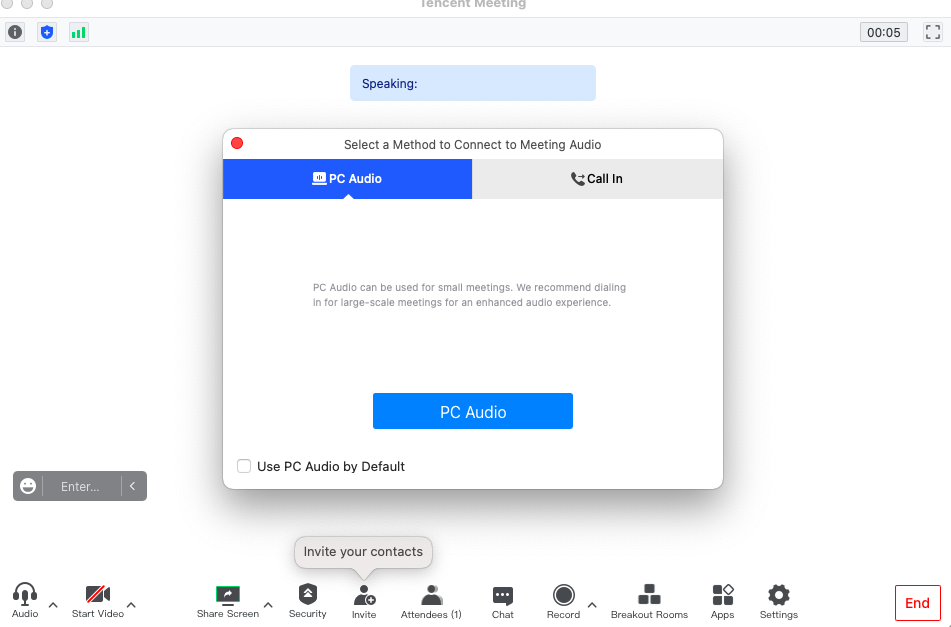 Tencent Meeting
00:05
Speaking:
Select a Method to Connect to Meeting Audio
PC Audio
Call In
PC Audio can be used for small meetings. We recommend dialing
in for large-scale meetings for an enhanced audio experience.
PC Audio
Use PC Audio by Default
Enter...
Invite your contacts
Audio
Start Video
Share Screen
Security
Invite
Attendees (1)
Chat
Record
Breakout Rooms
Apps
Settings
End